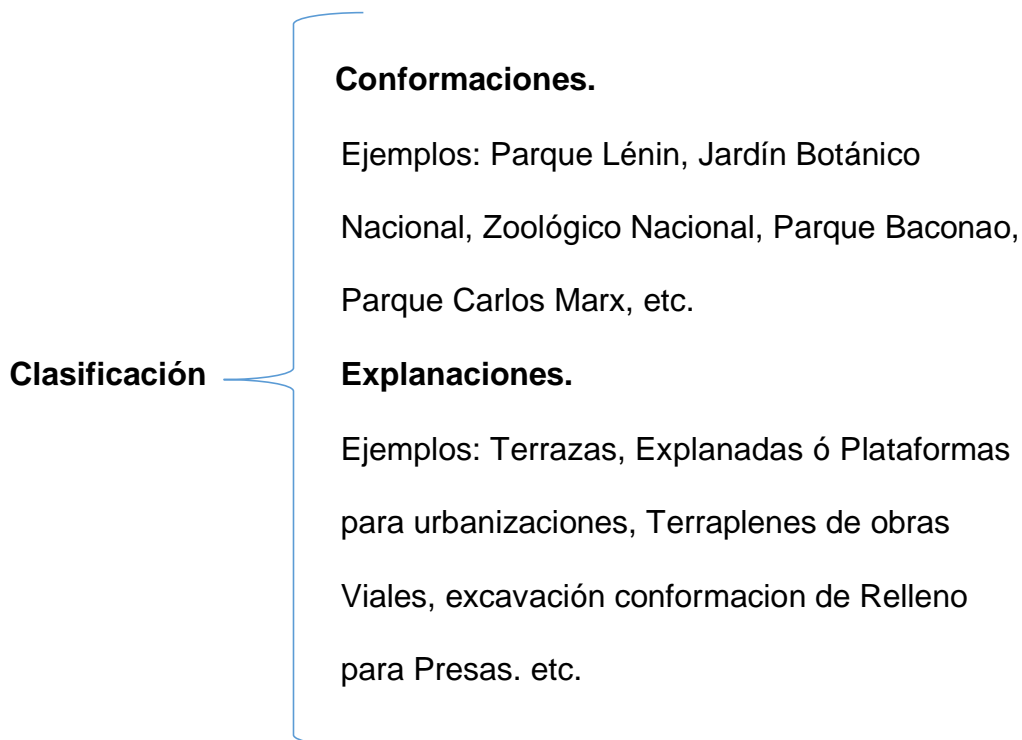 Conformaciones.
Ejemplos: Parque Lénin, Jardín Botánico
Nacional, Zoológico Nacional, Parque Baconao,
Parque Carlos Marx, etc.
Clasificación
Explanaciones.
Ejemplos: Terrazas, Explanadas ó Plataformas
para urbanizaciones, Terraplenes de obras
Viales, excavación conformacion de Relleno
para Presas. etc.